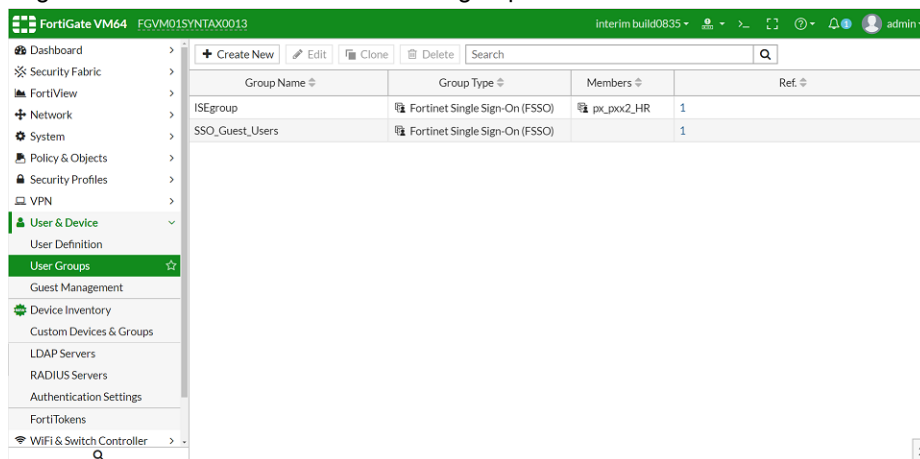 FortiGate VM64 FGVM01SYNTAX0013 interim build0835 >_ 1 admin
Dashboard
Security Fabric
FortiView
Network
System
Policy & Objects
Security Profiles
VPN
User & Device
User Definition
User Groups
Guest Management
Device Inventory
Custom Devices & Groups
LDAP Servers
RADIUS Servers
Authentication Settings
FortiTokens
WiFi & Switch Controller
+ Create New Edit Clone Delete Search
Group Name Group Type Members Ref.
ISEgroup Fortinet Single Sign-On (FSSO) px_pxx2_HR 1
SSO_Guest_Users Fortinet Single Sign-On (FSSO) 1